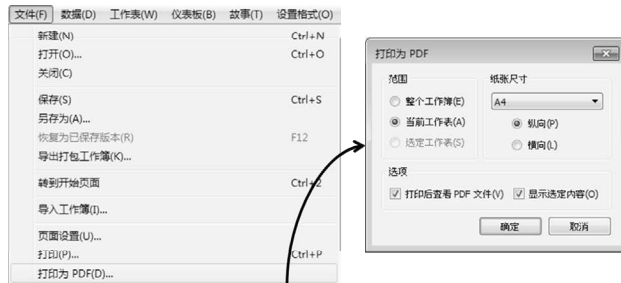 文件(F) 数据(D) 工作表(W) 仪表板(B) 故事(T) 设置格式(O)
新建(N) Ctrl+N
打开(O)... Ctrl+O
关闭(C)
保存(S) Ctrl+S
另存为(A)...
恢复为已保存版本(R) F12
导出打包工作簿(K)...
转到开始页面 Ctrl+2
导入工作簿(I)...
页面设置(U)...
打印(P)... Ctrl+P
打印为 PDF(D)...
打印为 PDF
范围
整个工作簿(E)
当前工作表(A)
选定工作表(S)
纸张尺寸
A4
纵向(P)
横向(L)
选项
打印后查看 PDF 文件(V) 显示选定内容(O)
确定 取消